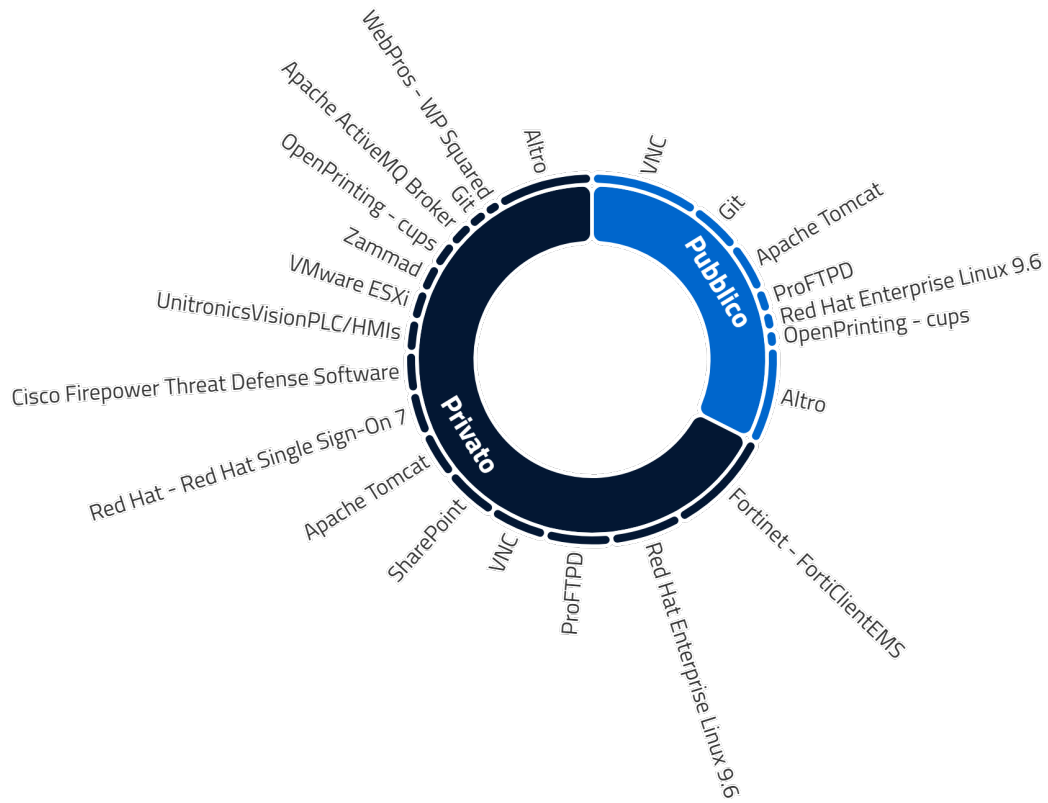 Pubblico
VNC
Git
Apache Tomcat
ProFTPD
Red Hat Enterprise Linux 9.6
OpenPrinting - cups
Altro
Privato
Fortinet - FortiClientEMS
Red Hat Enterprise Linux 9.6
ProFTPD
VNC
SharePoint
Apache Tomcat
Red Hat - Red Hat Single Sign-On 7
Cisco Firepower Threat Defense Software
UnitronicsVisionPLC/HMIs
VMware ESXi
Zammad
OpenPrinting - cups
Apache ActiveMQ Broker
Git
WebPros - WP Squared
Altro